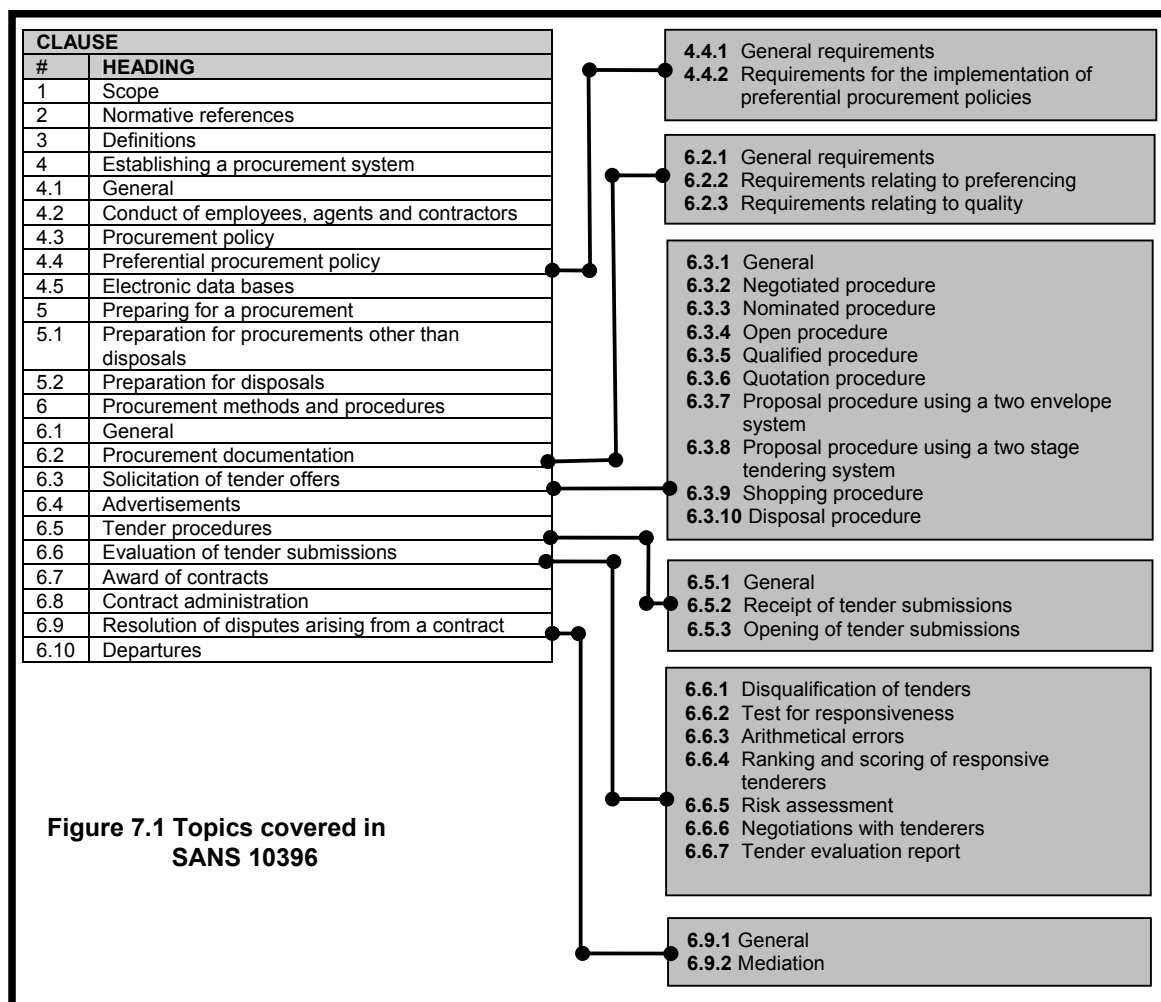 CLAUSE
# HEADING
1 Scope
2 Normative references
3 Definitions
4 Establishing a procurement system
4.1 General
4.2 Conduct of employees, agents and contractors
4.3 Procurement policy
4.4 Preferential procurement policy
4.5 Electronic data bases
5 Preparing for a procurement
5.1 Preparation for procurements other than
disposals
5.2 Preparation for disposals
6 Procurement methods and procedures
6.1 General
6.2 Procurement documentation
6.3 Solicitation of tender offers
6.4 Advertisements
6.5 Tender procedures
6.6 Evaluation of tender submissions
6.7 Award of contracts
6.8 Contract administration
6.9 Resolution of disputes arising from a contract
6.10 Departures
4.4.1 General requirements
4.4.2 Requirements for the implementation of
preferential procurement policies
6.2.1 General requirements
6.2.2 Requirements relating to preferencing
6.2.3 Requirements relating to quality
6.3.1 General
6.3.2 Negotiated procedure
6.3.3 Nominated procedure
6.3.4 Open procedure
6.3.5 Qualified procedure
6.3.6 Quotation procedure
6.3.7 Proposal procedure using a two envelope
system
6.3.8 Proposal procedure using a two stage
tendering system
6.3.9 Shopping procedure
6.3.10 Disposal procedure
6.5.1 General
6.5.2 Receipt of tender submissions
6.5.3 Opening of tender submissions
6.6.1 Disqualification of tenders
6.6.2 Test for responsiveness
6.6.3 Arithmetical errors
6.6.4 Ranking and scoring of responsive
tenderers
6.6.5 Risk assessment
6.6.6 Negotiations with tenderers
6.6.7 Tender evaluation report
6.9.1 General
6.9.2 Mediation
Figure 7.1 Topics covered in
SANS 10396